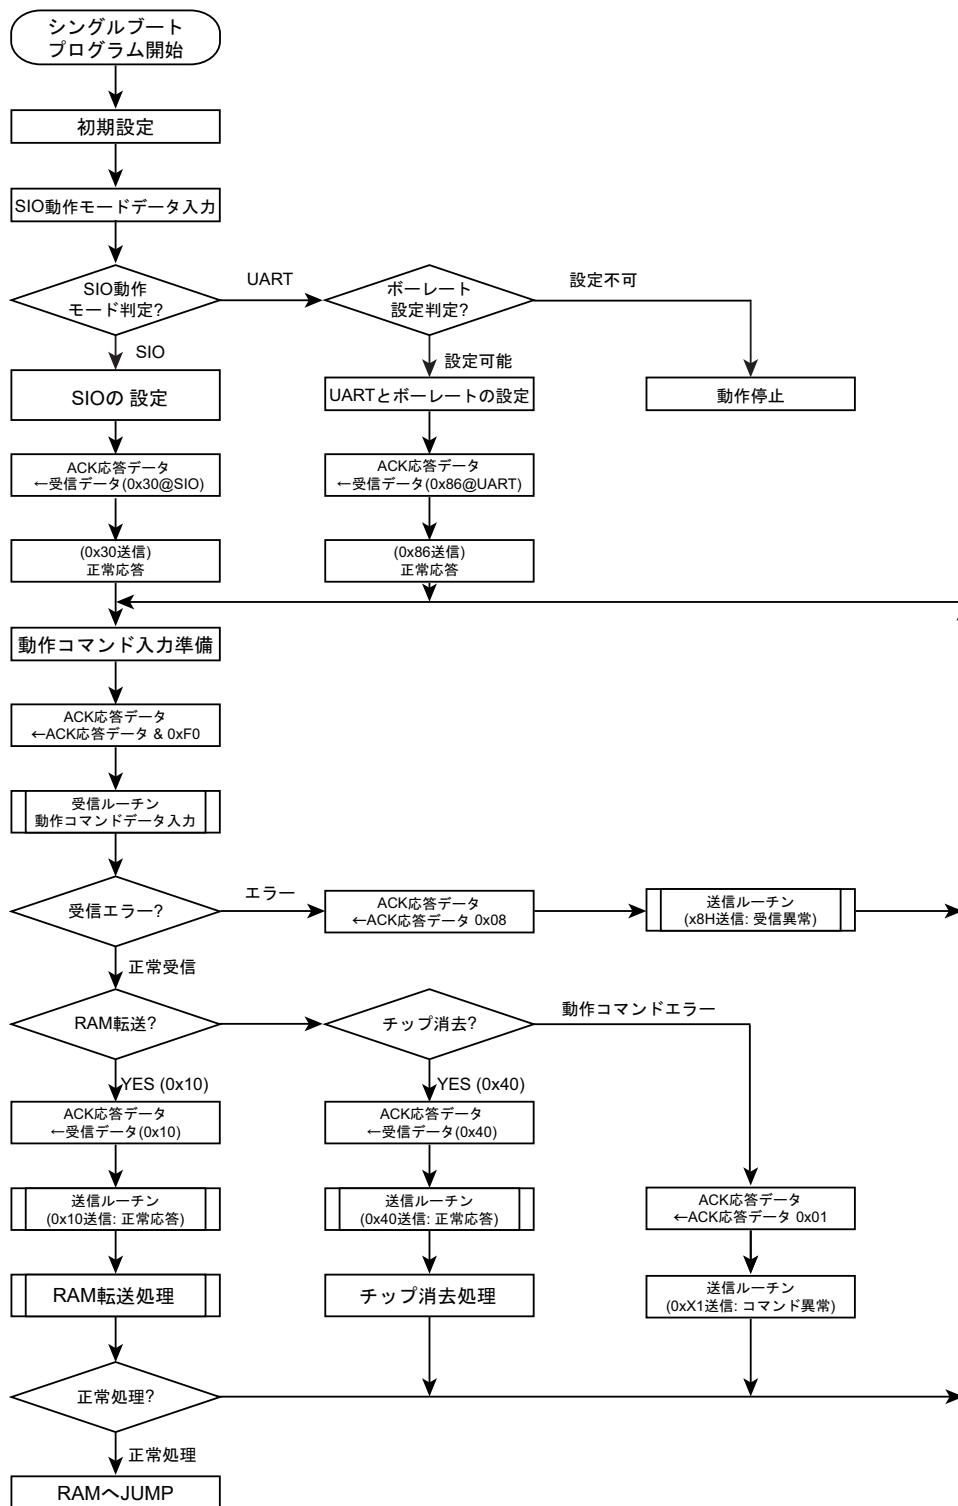 シングルブート
プログラム開始
初期設定
SIO動作モードデータ入力
SIO動作
モード判定?
UART
ボーレート
設定判定?
設定不可
SIO
設定可能
SIOの 設定
UARTとボーレートの設定
動作停止
ACK応答データ
←受信データ(0x30@SIO)
ACK応答データ
←受信データ(0x86@UART)
(0x30送信)
正常応答
(0x86送信)
正常応答
動作コマンド入力準備
ACK応答データ
←ACK応答データ & 0xF0
受信ルーチン
動作コマンドデータ入力
受信エラー?
エラー
ACK応答データ
←ACK応答データ 0x08
送信ルーチン
(x8H送信: 受信異常)
正常受信
RAM転送?
チップ消去?
動作コマンドエラー
YES (0x10)
YES (0x40)
ACK応答データ
←受信データ(0x10)
ACK応答データ
←受信データ(0x40)
送信ルーチン
(0x10送信: 正常応答)
送信ルーチン
(0x40送信: 正常応答)
ACK応答データ
←ACK応答データ 0x01
RAM転送処理
チップ消去処理
送信ルーチン
(0xX1送信: コマンド異常)
正常処理?
正常処理
RAMへJUMP